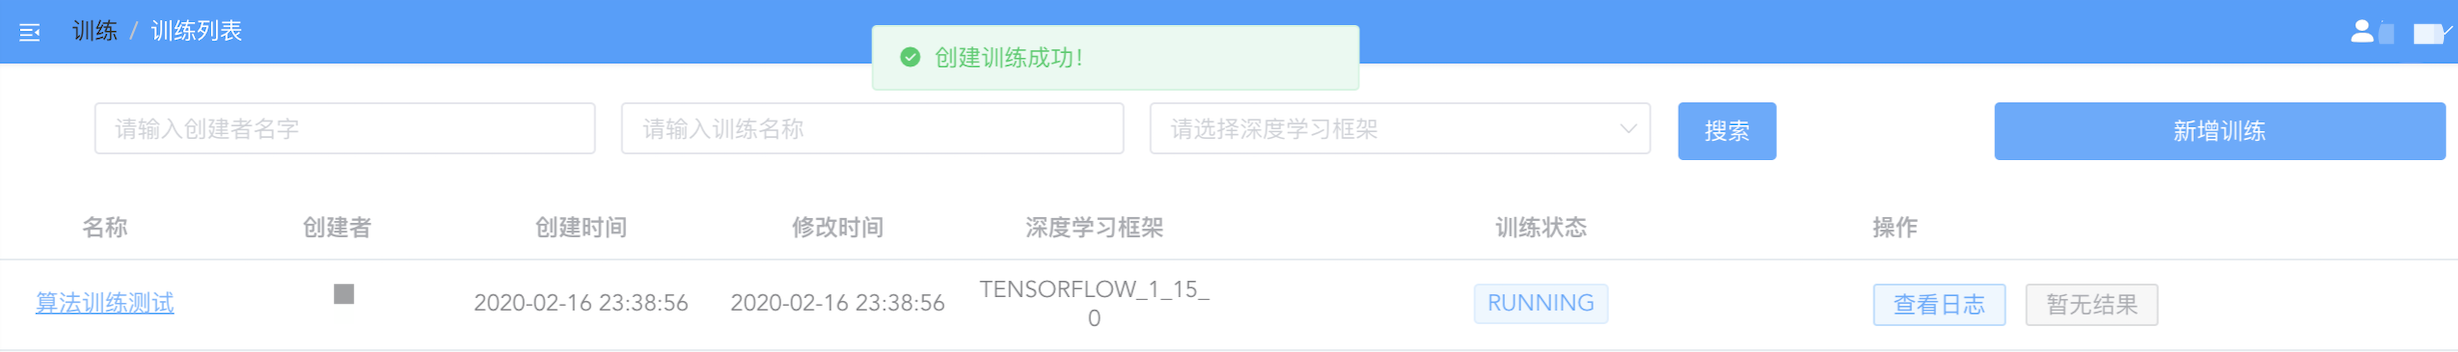 训练 / 训练列表
创建训练成功!
请输入创建者名字 请输入训练名称 请选择深度学习框架 搜索 新增训练
名称 创建者 创建时间 修改时间 深度学习框架 训练状态 操作
算法训练测试 2020-02-16 23:38:56 2020-02-16 23:38:56 TENSORFLOW_1_15_ RUNNING 查看日志 暂无结果
0